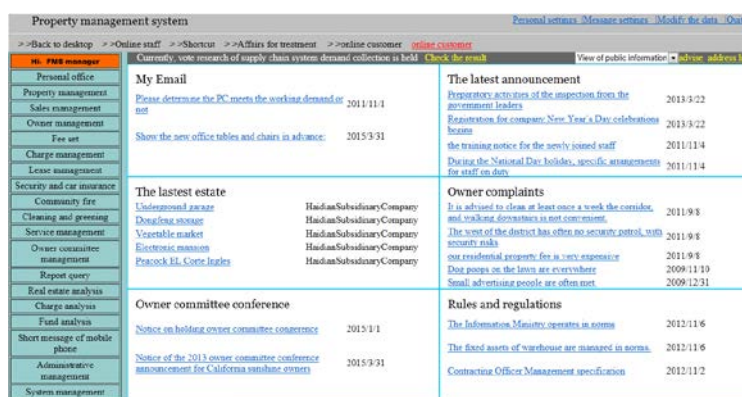 Property management system
Personal settings |Message settings |Modify the data |
>>Back to desktop >>Online staff >>Shortcut >>Affairs for treatment >>online customer online customer
Hi, PMS manager
Currently, vote research of supply chain system demand collection is held Check the result
View of public information
advise address
Personal office
Property management
Sales management
Owner management
Fee set
Charge management
Lease management
Security and car insurance
Community fire
Cleaning and greening
Service management
Owner committee
management
Report query
Real estate analysis
Charge analysis
Fund analysis
Short message of mobile
phone
Administrative
management
System management
My Email
Please determine the PC meets the working demand or
not
2011/11/1
Show the new office tables and chairs in advance:
2015/3/31
The latest announcement
Preparatory activities of the inspection from the
government leaders
2013/3/22
Registration for company New Year's Day celebrations
begins
2013/3/22
the training notice for the newly joined staff
2011/11/4
During the National Day holiday, specific arrangements
for staff on duty
2011/11/4
The lastest estate
Underground garage HaidianSubsidinaryCompany
Dongfeng storage HaidianSubsidinaryCompany
Vegetable market HaidianSubsidinaryCompany
Electronic mansion HaidianSubsidinaryCompany
Peacock EL Corte Ingles HaidianSubsidinaryCompany
Owner complaints
It is advised to clean at least once a week the corridor,
and walking downstairs is not convenient.
2011/9/8
The west of the district has often no security patrol, with
security risks
2011/9/8
our residential property fee is very expensive 2011/9/8
Dog poops on the lawn are everywhere 2009/11/10
Small advertising people are often met. 2009/12/31
Owner committee conference
Notice on holding owner committee congerence 2015/1/1
Notice of the 2013 owner committee conference
announcement for California sunshine owners
2015/3/31
Rules and regulations
The Information Ministry operates in norms 2012/11/6
The fixed assets of warehouse are managed in norms. 2012/11/6
Contracting Officer Management specification 2012/11/2